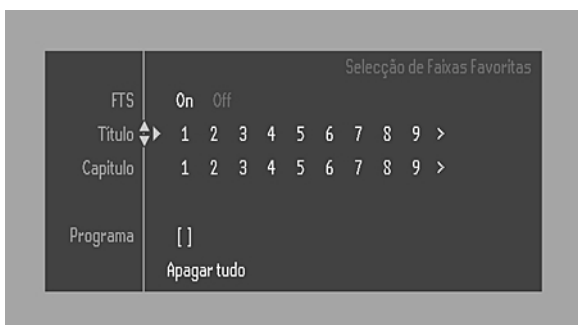 Selecção de Faixas Favoritas
FTS On Off
Título 1 2 3 4 5 6 7 8 9 >
Capitulo 1 2 3 4 5 6 7 8 9 >
Programa [ ]
Apagar tudo